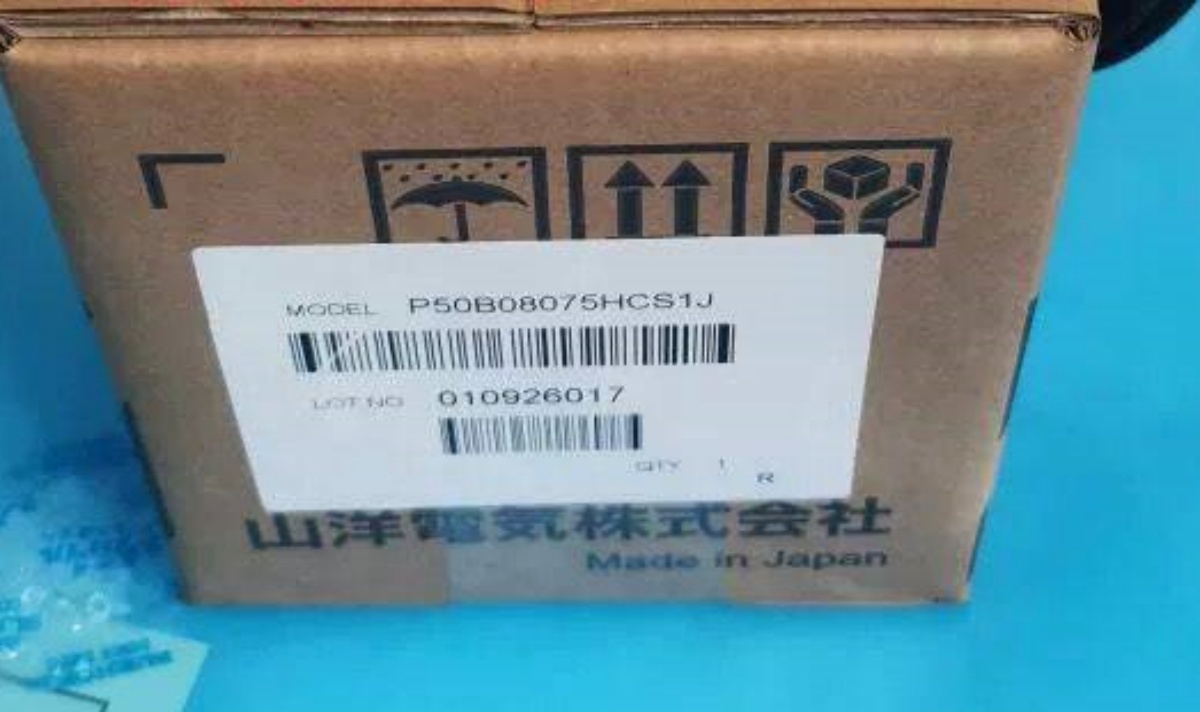 MODEL P50B08075HCS1J
LOT NO 010926017
QTY 1
R
山洋電気株式会社
Made in Japan